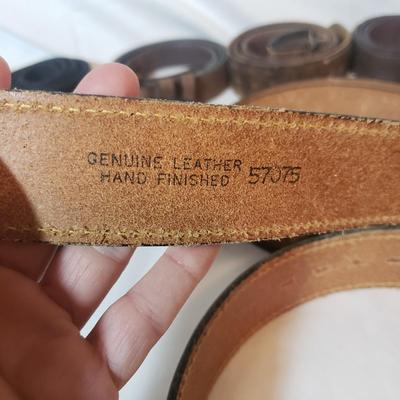 GENUINE LEATHER
HAND FINISHED 57075